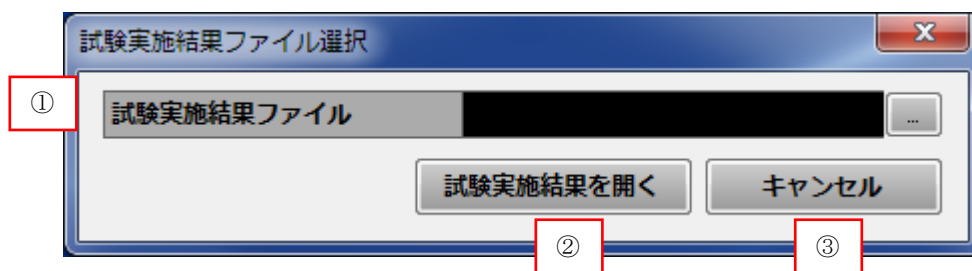 試験実施結果ファイル選択
①
試験実施結果ファイル
...
試験実施結果を開く
キャンセル
②
③